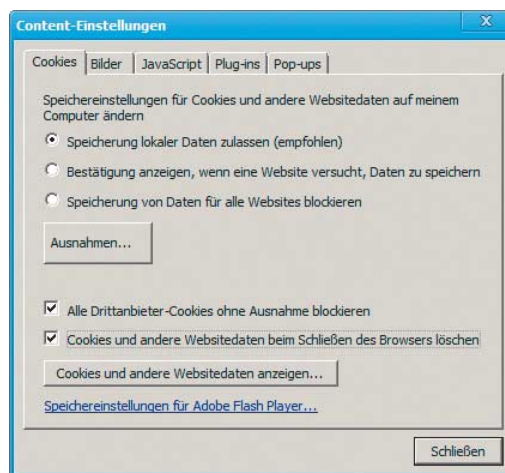 Content-Einstellungen
X
Cookies Bilder JavaScript Plug-ins Pop-ups
Speichereinstellungen für Cookies und andere Websitedaten auf meinem
Computer ändern
Speicherung lokaler Daten zulassen (empfohlen)
Bestätigung anzeigen, wenn eine Website versucht, Daten zu speichern
Speicherung von Daten für alle Websites blockieren
Ausnahmen...
Alle Drittanbieter-Cookies ohne Ausnahme blockieren
Cookies und andere Websitedaten beim Schließen des Browsers löschen
Cookies und andere Websitedaten anzeigen...
Speichereinstellungen für Adobe Flash Player...
Schließen